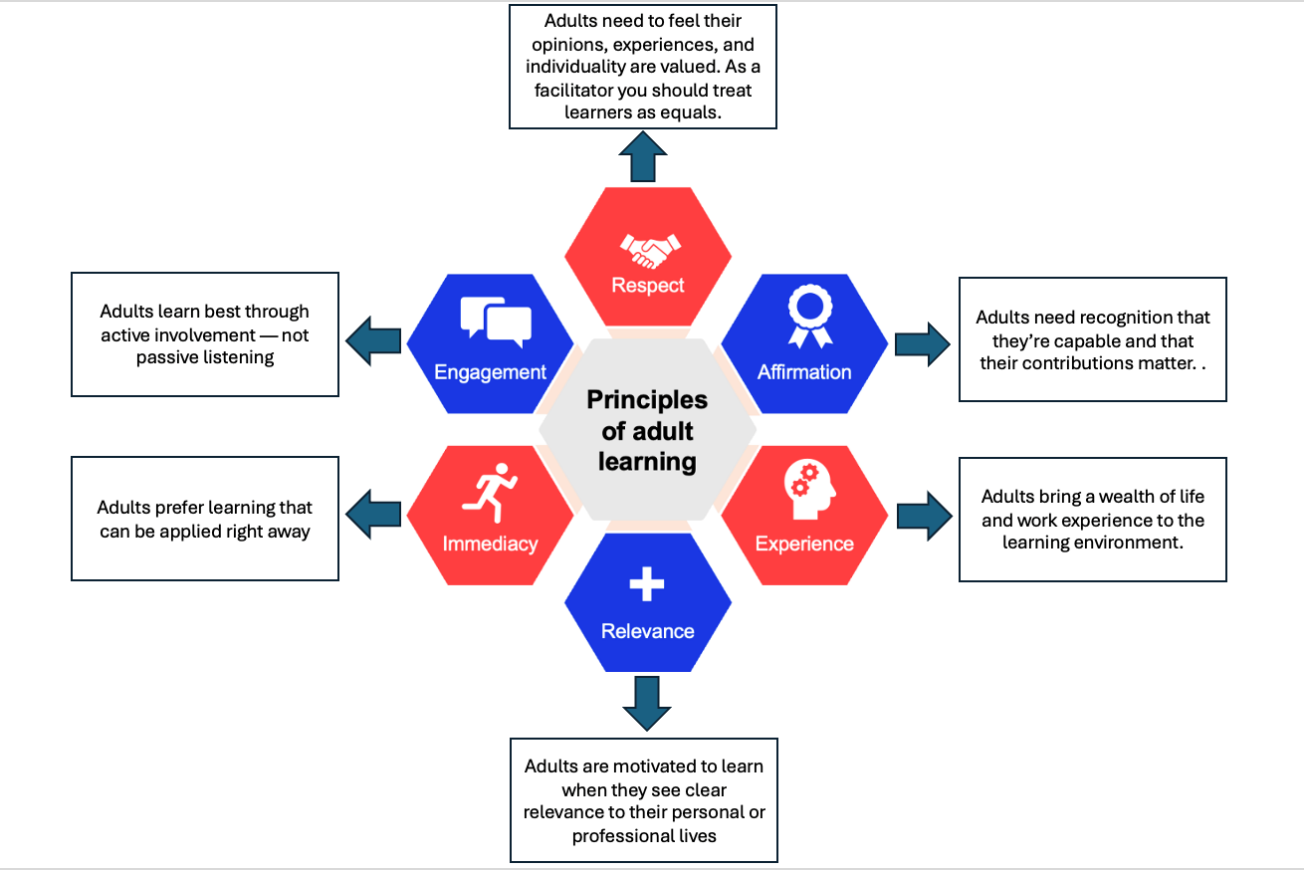 Adults need to feel their
opinions, experiences, and
individuality are valued. As a
facilitator you should treat
learners as equals.
Respect
Adults learn best through
active involvement — not
passive listening
Engagement
Affirmation
Adults need recognition that
they’re capable and that
their contributions matter. .
Principles
of adult
learning
Adults prefer learning that
can be applied right away
Immediacy
Experience
Adults bring a wealth of life
and work experience to the
learning environment.
Relevance
Adults are motivated to learn
when they see clear
relevance to their personal or
professional lives